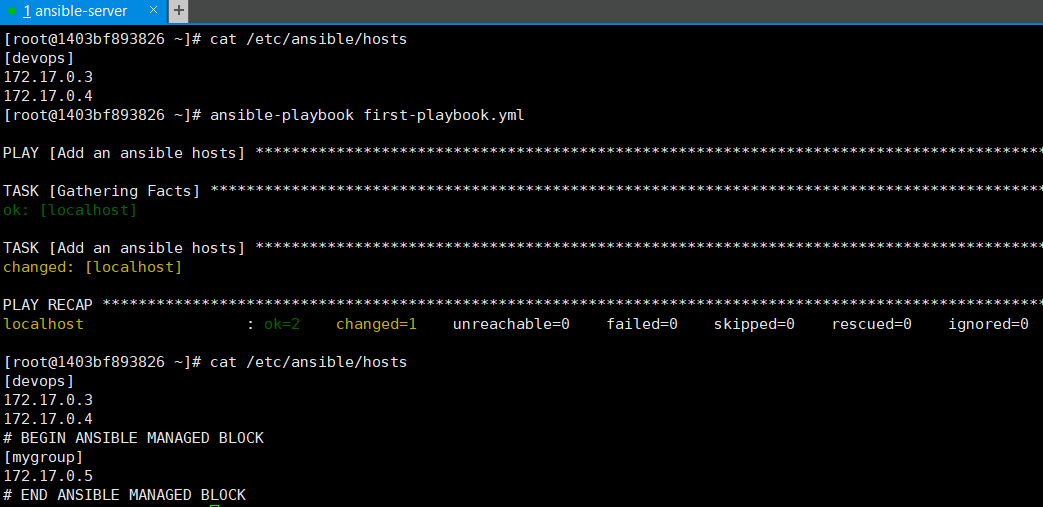 1 ansible-server × +
[root@1403bf893826 ~]# cat /etc/ansible/hosts
[devops]
172.17.0.3
172.17.0.4
[root@1403bf893826 ~]# ansible-playbook first-playbook.yml
PLAY [Add an ansible hosts] ****************************************************************************************
TASK [Gathering Facts] *********************************************************************************************
ok: [localhost]
TASK [Add an ansible hosts] ****************************************************************************************
changed: [localhost]
PLAY RECAP *********************************************************************************************************
localhost                  : ok=2    changed=1    unreachable=0    failed=0    skipped=0    rescued=0    ignored=0
[root@1403bf893826 ~]# cat /etc/ansible/hosts
[devops]
172.17.0.3
172.17.0.4
# BEGIN ANSIBLE MANAGED BLOCK
[mygroup]
172.17.0.5
# END ANSIBLE MANAGED BLOCK